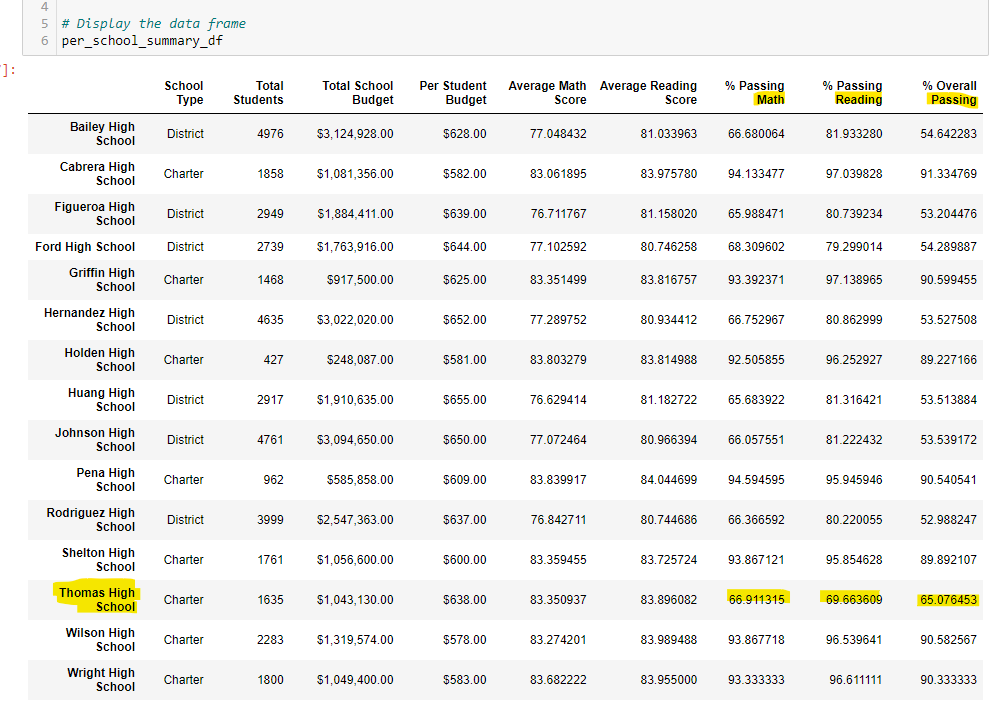 4
5 # Display the data frame
6 per_school_summary_df
]:
School Type Total Students Total School Budget Per Student Budget Average Math Score Average Reading Score % Passing Math % Passing Reading % Overall Passing
Bailey High School District 4976 $3,124,928.00 $628.00 77.048432 81.033963 66.680064 81.933280 54.642283
Cabrera High School Charter 1858 $1,081,356.00 $582.00 83.061895 83.975780 94.133477 97.039828 91.334769
Figueroa High School District 2949 $1,884,411.00 $639.00 76.711767 81.158020 65.988471 80.739234 53.204476
Ford High School District 2739 $1,763,916.00 $644.00 77.102592 80.746258 68.309602 79.299014 54.289887
Griffin High School Charter 1468 $917,500.00 $625.00 83.351499 83.816757 93.392371 97.138965 90.599455
Hernandez High School District 4635 $3,022,020.00 $652.00 77.289752 80.934412 66.752967 80.862999 53.527508
Holden High School Charter 427 $248,087.00 $581.00 83.803279 83.814988 92.505855 96.252927 89.227166
Huang High School District 2917 $1,910,635.00 $655.00 76.629414 81.182722 65.683922 81.316421 53.513884
Johnson High School District 4761 $3,094,650.00 $650.00 77.072464 80.966394 66.057551 81.222432 53.539172
Pena High School Charter 962 $585,858.00 $609.00 83.839917 84.044699 94.594595 95.945946 90.540541
Rodriguez High School District 3999 $2,547,363.00 $637.00 76.842711 80.744686 66.366592 80.220055 52.988247
Shelton High School Charter 1761 $1,056,600.00 $600.00 83.359455 83.725724 93.867121 95.854628 89.892107
Thomas High School Charter 1635 $1,043,130.00 $638.00 83.350937 83.896082 66.911315 69.663609 65.076453
Wilson High School Charter 2283 $1,319,574.00 $578.00 83.274201 83.989488 93.867718 96.539641 90.582567
Wright High School Charter 1800 $1,049,400.00 $583.00 83.682222 83.955000 93.333333 96.611111 90.333333